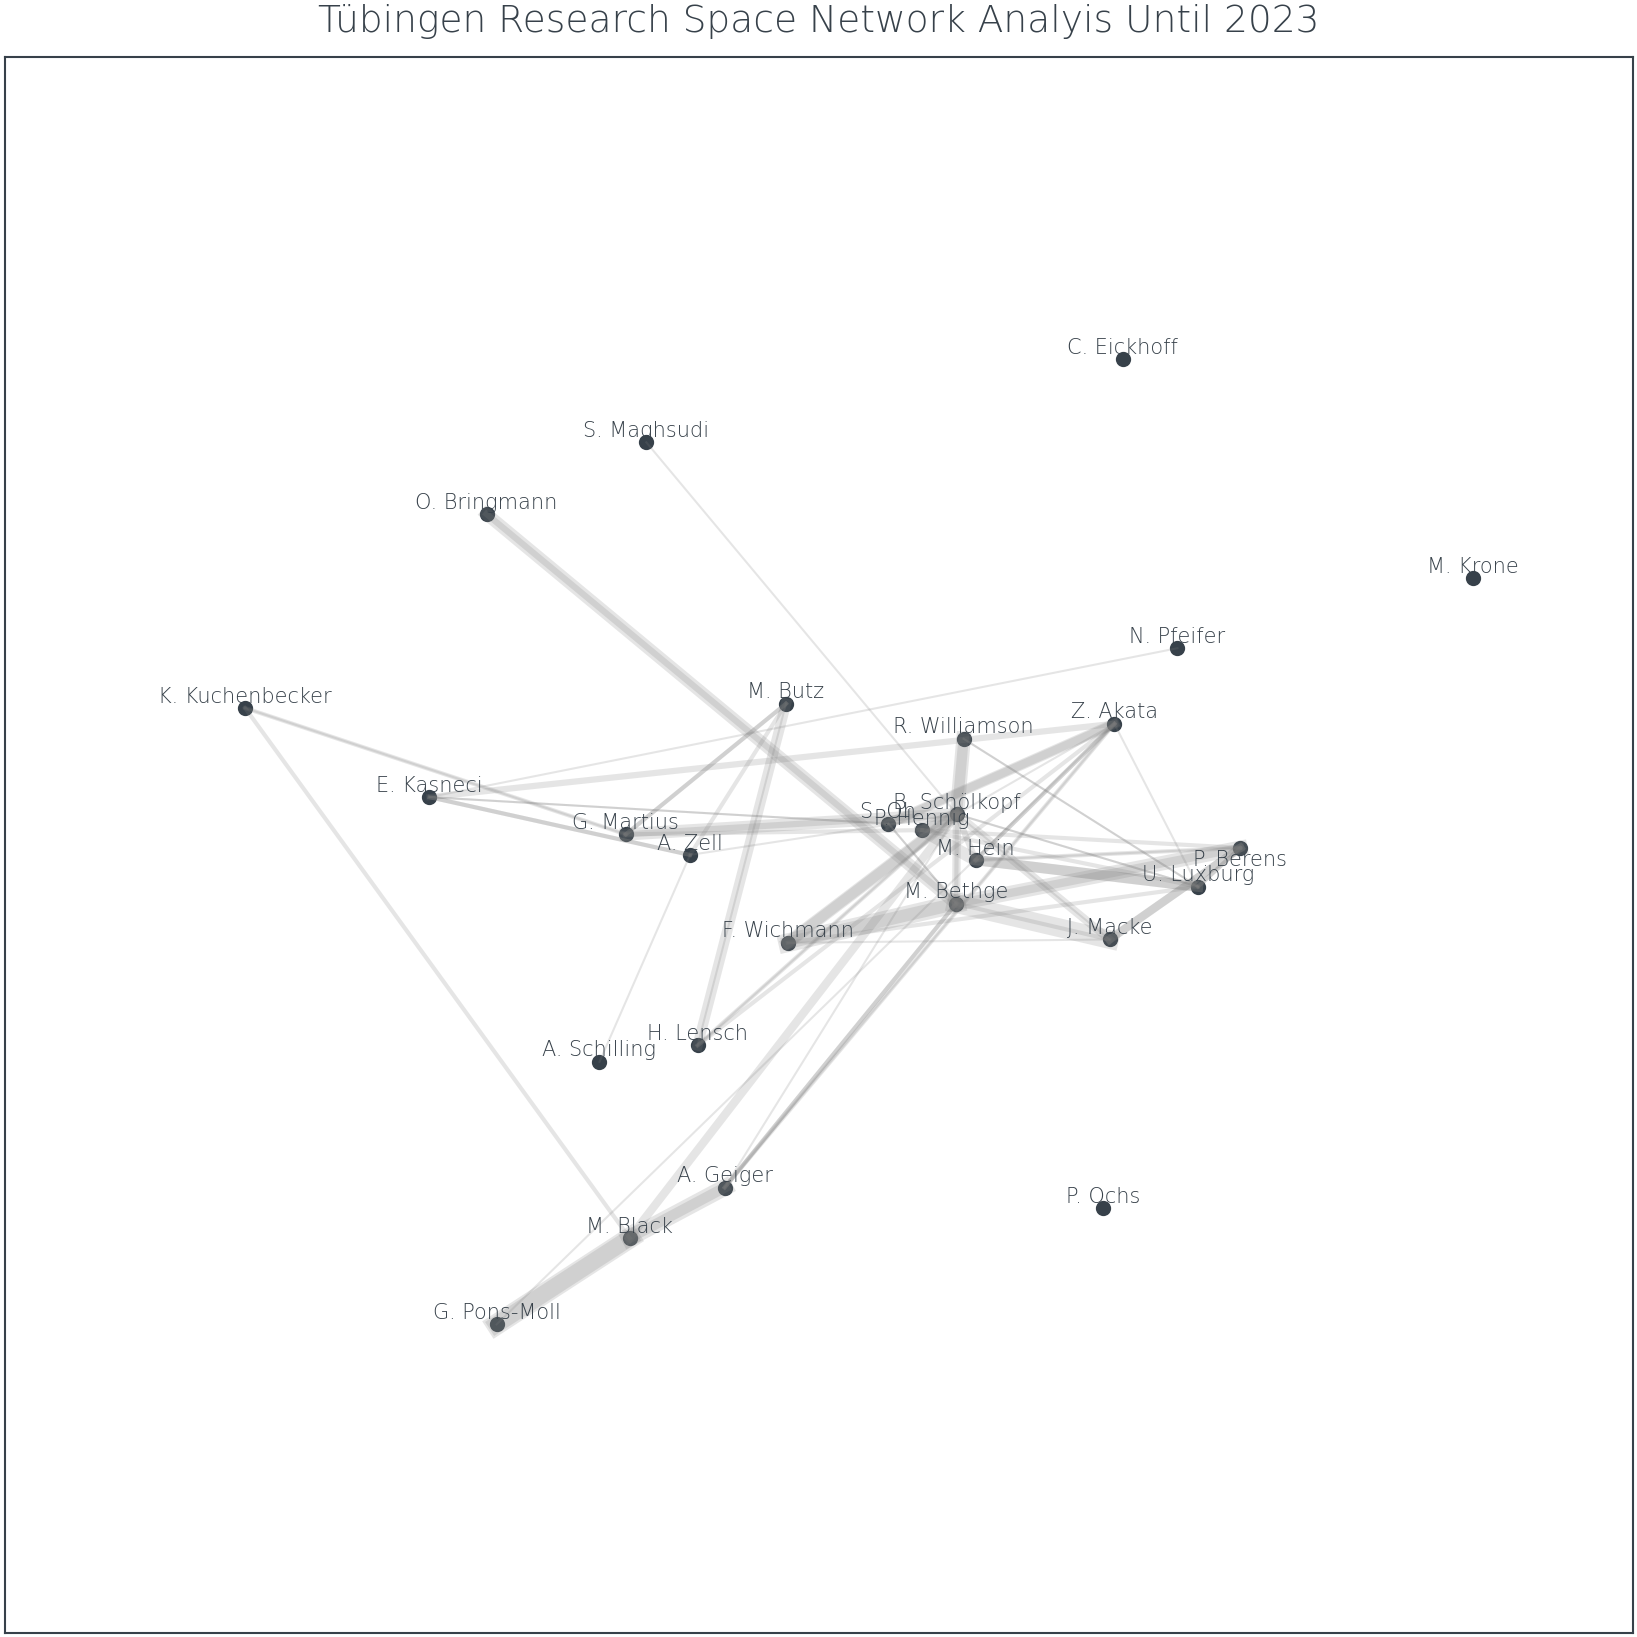 Tübingen Research Space Network Analyis Until 2023
C. Eickhoff
S. Maghsudi
O. Bringmann
M. Krone
N. Pfeifer
M. Butz
K. Kuchenbecker
Z. Akata
R. Williamson
E. Kasneci
B. Schölkopf
S. Oh
P. Hennig
G. Martius
A. Zell
M. Hein
P. Berens
U. Luxburg
M. Bethge
F. Wichmann
J. Macke
H. Lensch
A. Schilling
A. Geiger
P. Ochs
M. Black
G. Pons-Moll